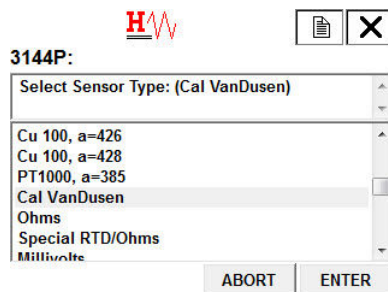 H
3144P:
Select Sensor Type: (Cal VanDusen)
Cu 100, a=426
Cu 100, a=428
PT1000, a=385
Cal VanDusen
Ohms
Special RTD/Ohms
Millivolts
ABORT ENTER